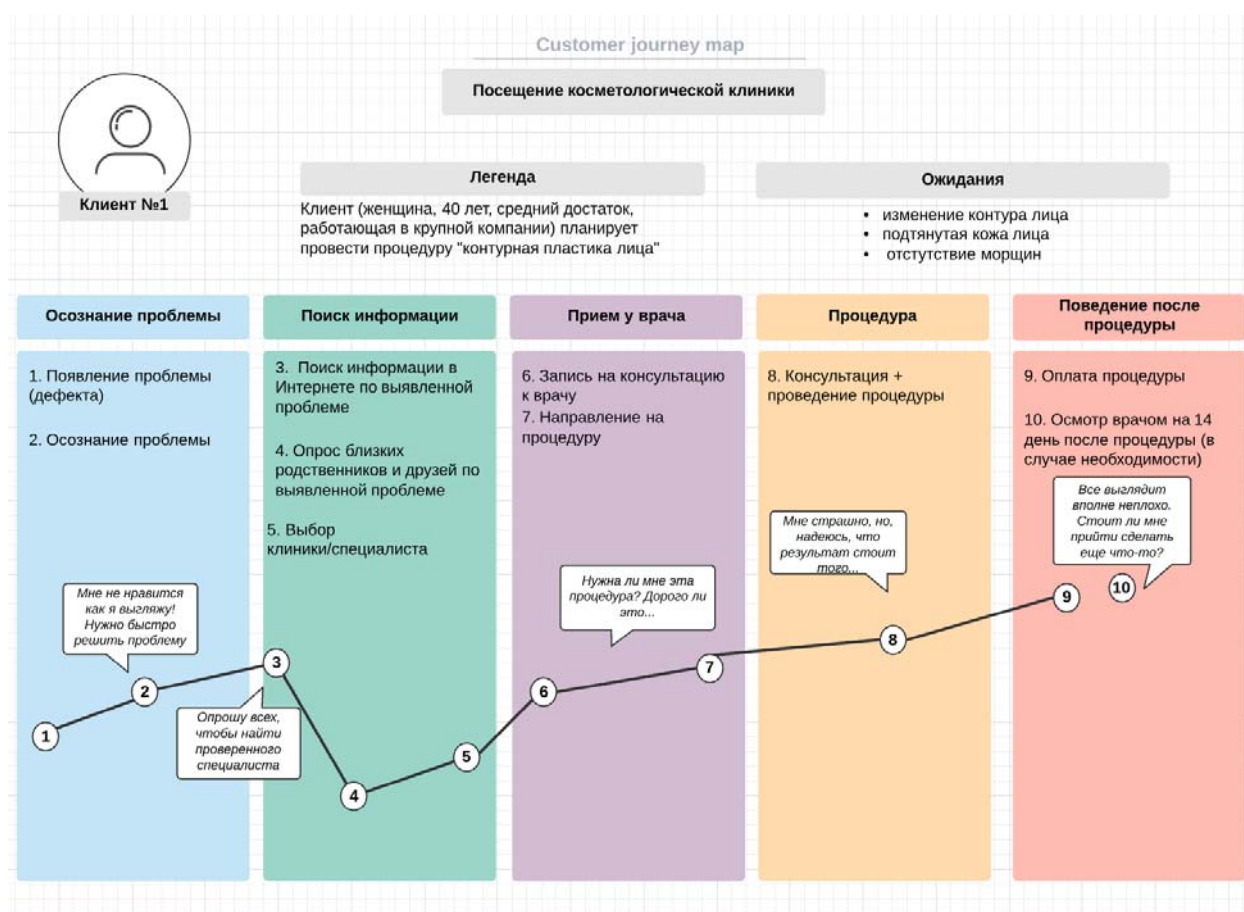 Customer journey map
Посещение косметологической клиники
Клиент №1
Легенда
Клиент (женщина, 40 лет, средний достаток,
работающая в крупной компании) планирует
провести процедуру "контурная пластика лица"
Ожидания
• изменение контура лица
• подтянутая кожа лица
• отстутствие морщин
Осознание проблемы
1. Появление проблемы
(дефекта)
2. Осознание проблемы
Мне не нравится
как я выгляжу!
Нужно быстро
решить проблему
1
2
Поиск информации
3. Поиск информации в
Интернете по выявленной
проблеме
4. Опрос близких
родственников и друзей по
выявленной проблеме
5. Выбор
клиники/специалиста
3
Опрошу всех,
чтобы найти
проверенного
специалиста
4
5
Прием у врача
6. Запись на консультацию
к врачу
7. Направление на
процедуру
Нужна ли мне эта
процедура? Дорого ли
это...
6
7
Процедура
8. Консультация +
проведение процедуры
Мне страшно, но,
надеюсь, что
результат стоит
того...
8
Поведение после
процедуры
9. Оплата процедуры
10. Осмотр врачом на 14
день после процедуры (в
случае необходимости)
Все выглядит
вполне неплохо.
Стоит ли мне
прийти сделать
еще что-то?
9
10